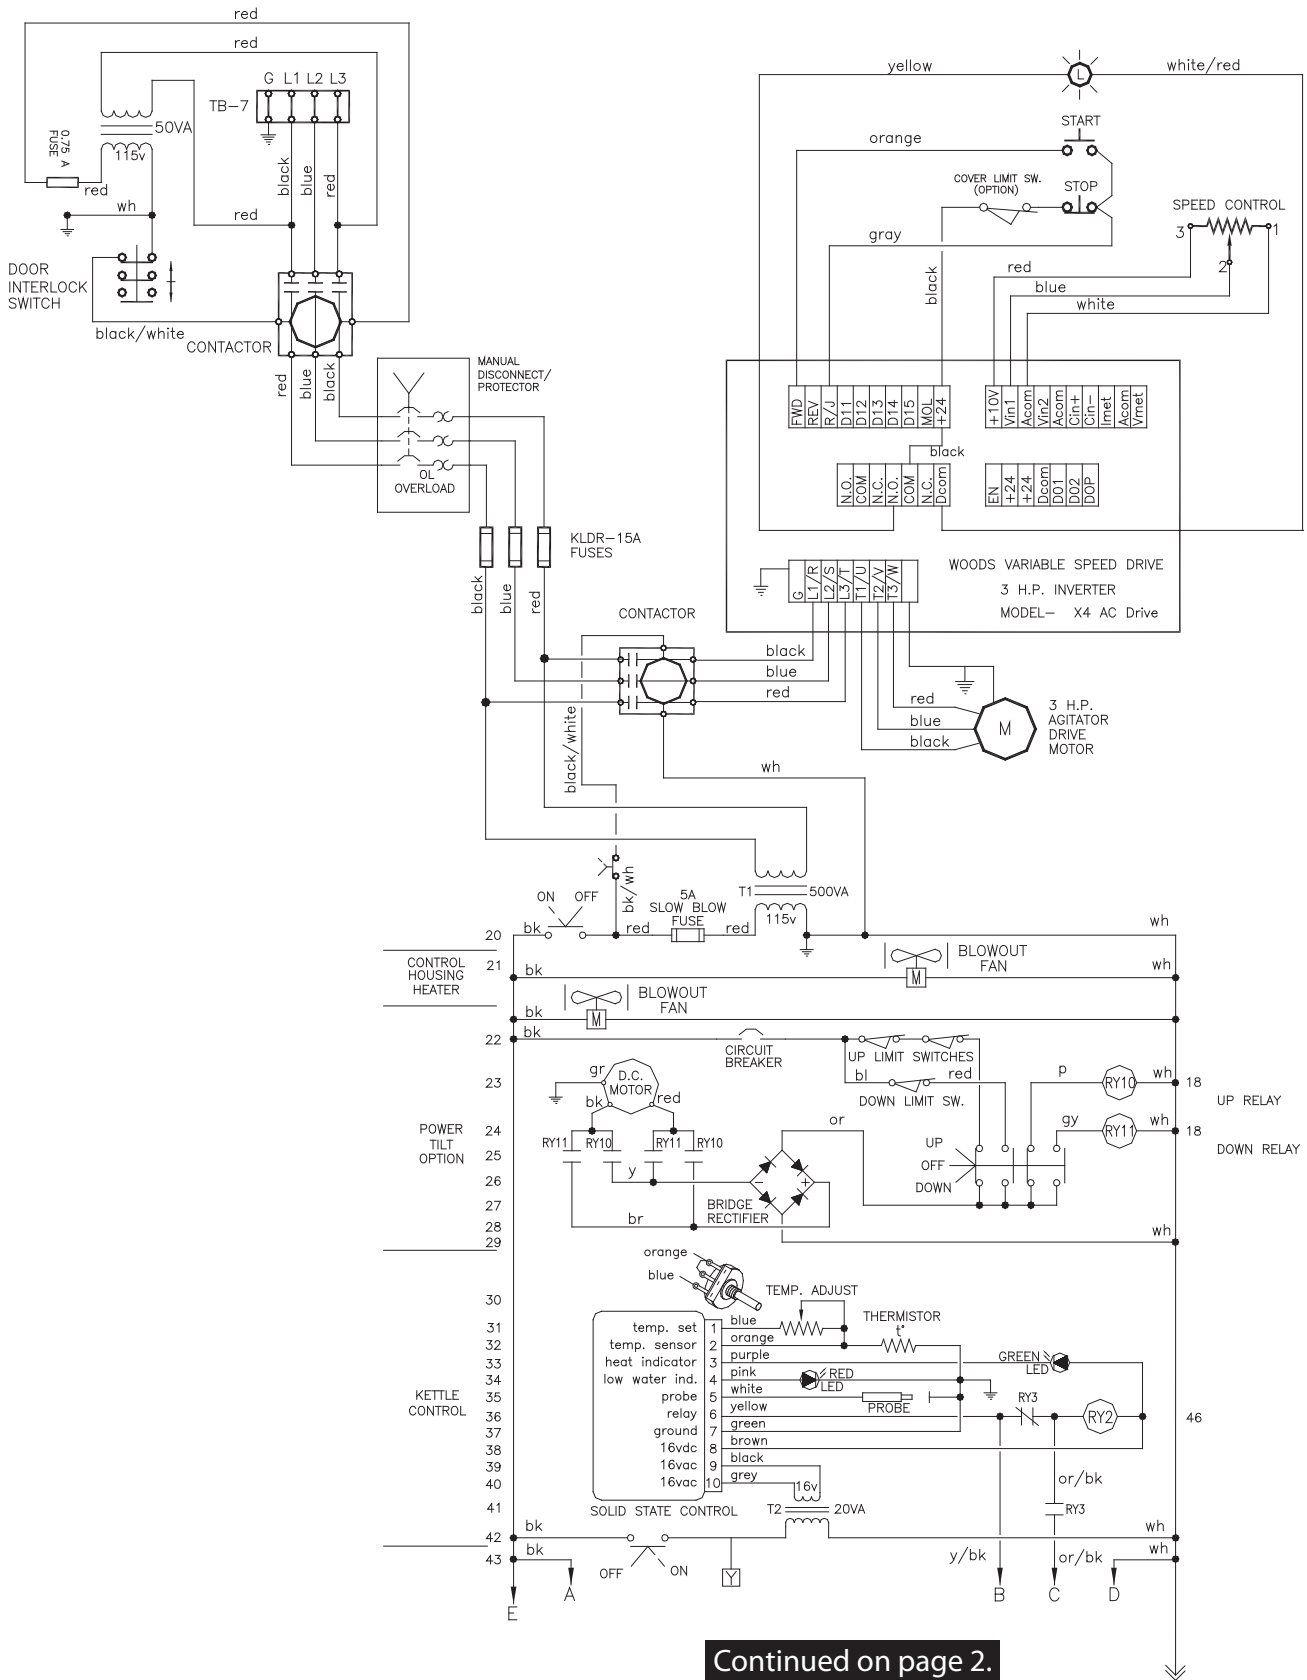 red
red
G L1 L2 L3
TB-7
50VA
115v
0.75 A
FUSE
red
wh
red
black
blue
red
DOOR
INTERLOCK
SWITCH
black/white
CONTACTOR
red
blue
black
MANUAL
DISCONNECT/
PROTECTOR
OL
OVERLOAD
KLDR-15A
FUSES
black
blue
red
yellow
L
white/red
START
orange
COVER LIMIT SW.
(OPTION)
STOP
gray
black
SPEED CONTROL
3
1
2
red
blue
white
FWD
REV
R/J
D11
D12
D13
D14
D15
MOL
+24
+10V
Vin1
Acom
Vin2
Acom
Cin+
Cin-
Imet
Acom
Vmet
black
N.O.
COM
N.C.
N.O.
COM
N.C.
Dcom
EN
+24
+24
Dcom
D01
D02
DOP
G
L1/R
L2/S
L3/T
T1/U
T2/V
T3/W
WOODS VARIABLE SPEED DRIVE
3 H.P. INVERTER
MODEL- X4 AC Drive
CONTACTOR
black
blue
red
black/white
wh
red
blue
black
M
3 H.P.
AGITATOR
DRIVE
MOTOR
bk/wh
T1
500VA
115v
ON
OFF
5A
SLOW BLOW
FUSE
20
bk
red
red
wh
CONTROL
HOUSING
HEATER
21
bk
M
BLOWOUT
FAN
wh
bk
M
BLOWOUT
FAN
22
bk
CIRCUIT
BREAKER
UP LIMIT SWITCHES
bl
red
DOWN LIMIT SW.
23
gr
D.C.
MOTOR
bk
red
p
RY10
wh
18
UP RELAY
24
RY11
RY10
RY11
RY10
or
gy
RY11
wh
18
DOWN RELAY
POWER
TILT
OPTION
25
UP
OFF
DOWN
26
y
-
+
BRIDGE
RECTIFIER
27
28
br
29
wh
orange
blue
30
TEMP. ADJUST
THERMISTOR
t°
31
temp. set 1 blue
32
temp. sensor 2 orange
33
heat indicator 3 purple
GREEN
LED
34
low water ind. 4 pink
RED
LED
KETTLE
CONTROL
35
probe 5 white
PROBE
36
relay 6 yellow
RY3
RY2
46
37
ground 7 green
38
16vdc 8 brown
39
16vac 9 black
40
16vac 10 grey
16v
or/bk
41
SOLID STATE CONTROL
T2
20VA
RY3
42
bk
wh
43
bk
OFF
ON
Y
y/bk
or/bk
wh
A
B
C
D
E
Continued on page 2.